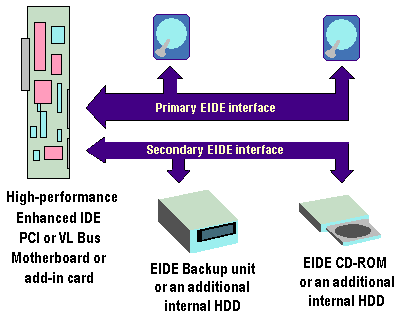 Primary EIDE interface
Secondary EIDE interface
High-performance
Enhanced IDE
PCI or VL Bus
Motherboard or
add-in card
EIDE Backup unit
or an additional
internal HDD
EIDE CD-ROM
or an additional
internal HDD